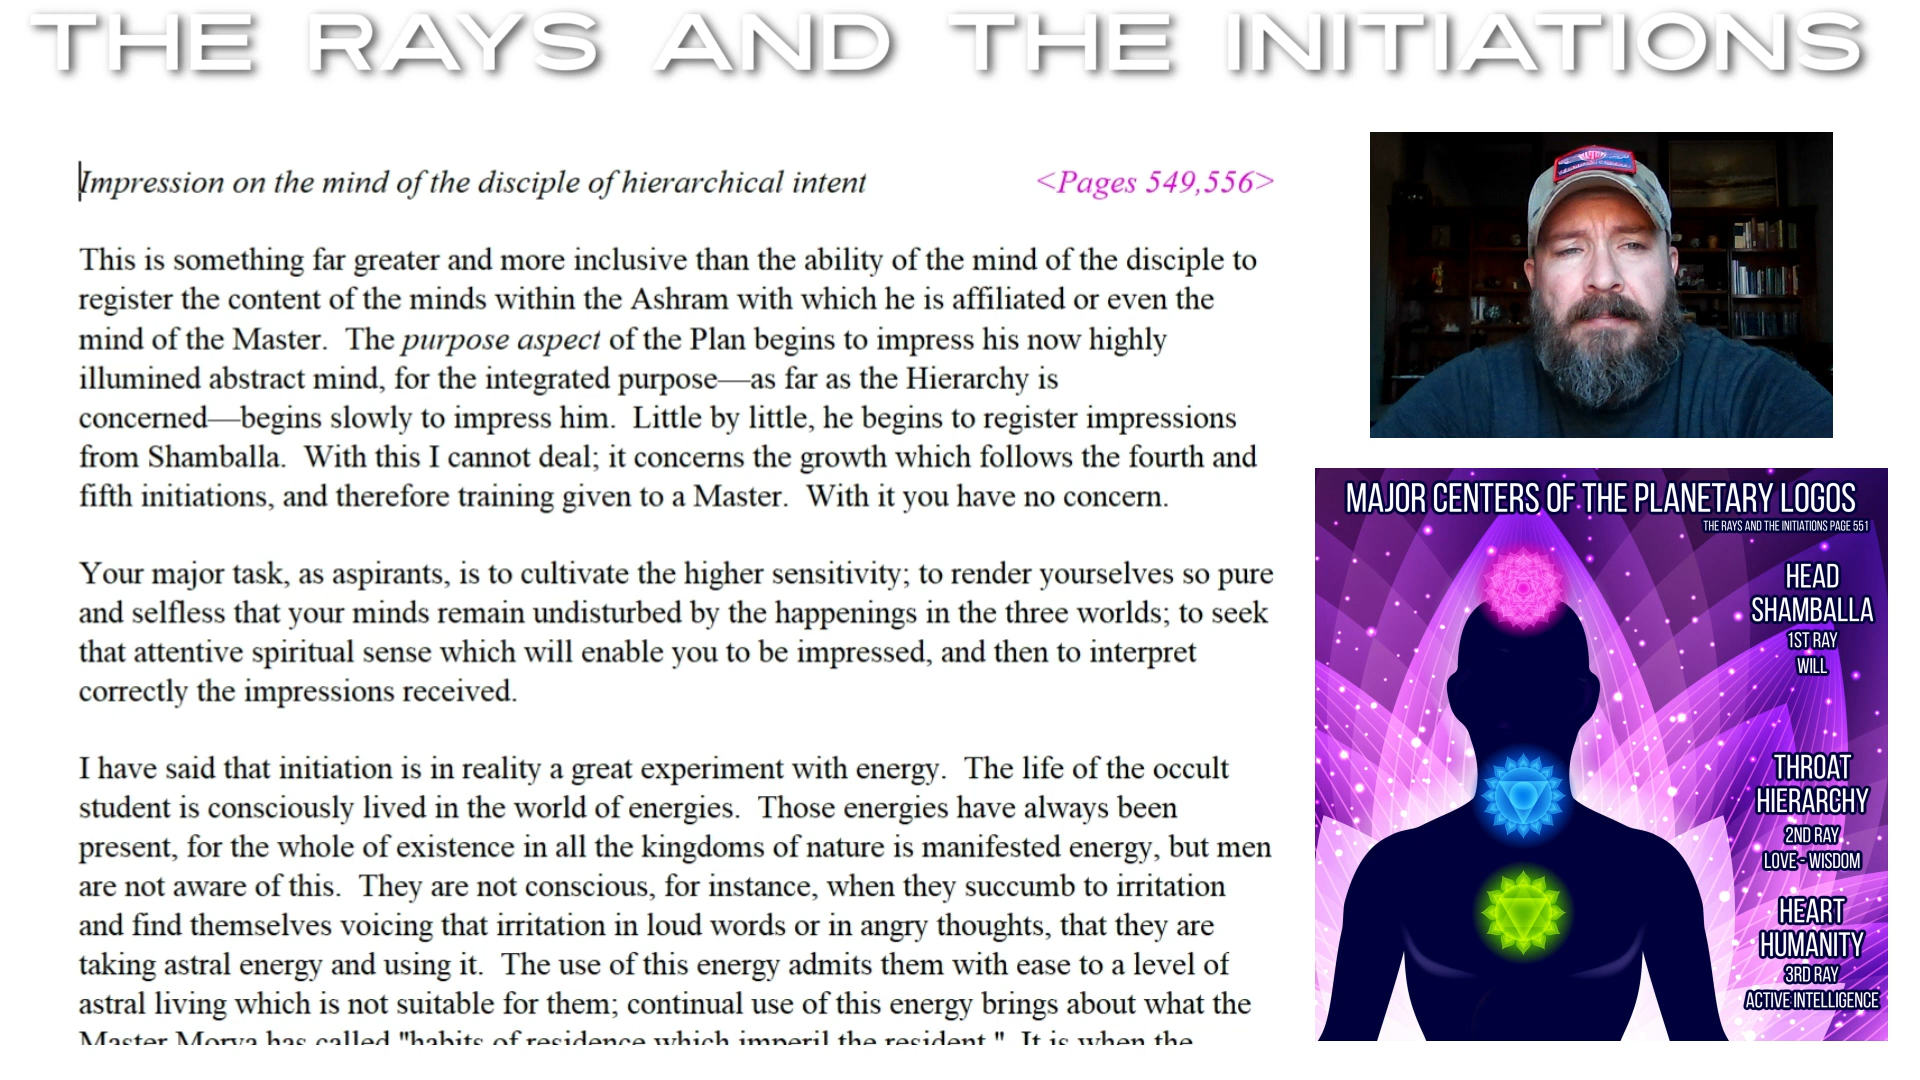 THE RAYS AND THE INITIATIONS
Impression on the mind of the disciple of hierarchical intent <Pages 549,556>
This is something far greater and more inclusive than the ability of the mind of the disciple to
register the content of the minds within the Ashram with which he is affiliated or even the
mind of the Master. The purpose aspect of the Plan begins to impress his now highly
illumined abstract mind, for the integrated purpose—as far as the Hierarchy is
concerned—begins slowly to impress him. Little by little, he begins to register impressions
from Shamballa. With this I cannot deal; it concerns the growth which follows the fourth and
fifth initiations, and therefore training given to a Master. With it you have no concern.
Your major task, as aspirants, is to cultivate the higher sensitivity; to render yourselves so pure
and selfless that your minds remain undisturbed by the happenings in the three worlds; to seek
that attentive spiritual sense which will enable you to be impressed, and then to interpret
correctly the impressions received.
I have said that initiation is in reality a great experiment with energy. The life of the occult
student is consciously lived in the world of energies. Those energies have always been
present, for the whole of existence in all the kingdoms of nature is manifested energy, but men
are not aware of this. They are not conscious, for instance, when they succumb to irritation
and find themselves voicing that irritation in loud words or in angry thoughts, that they are
taking astral energy and using it. The use of this energy admits them with ease to a level of
astral living which is not suitable for them; continual use of this energy brings about what the
Master Morya has called "habits of residence which imperil the resident." It is when the
MAJOR CENTERS OF THE PLANETARY LOGOS
THE RAYS AND THE INITIATIONS PAGE 551
HEAD
SHAMBALLA
1ST RAY
WILL
THROAT
HIERARCHY
2ND RAY
LOVE - WISDOM
HEART
HUMANITY
3RD RAY
ACTIVE INTELLIGENCE